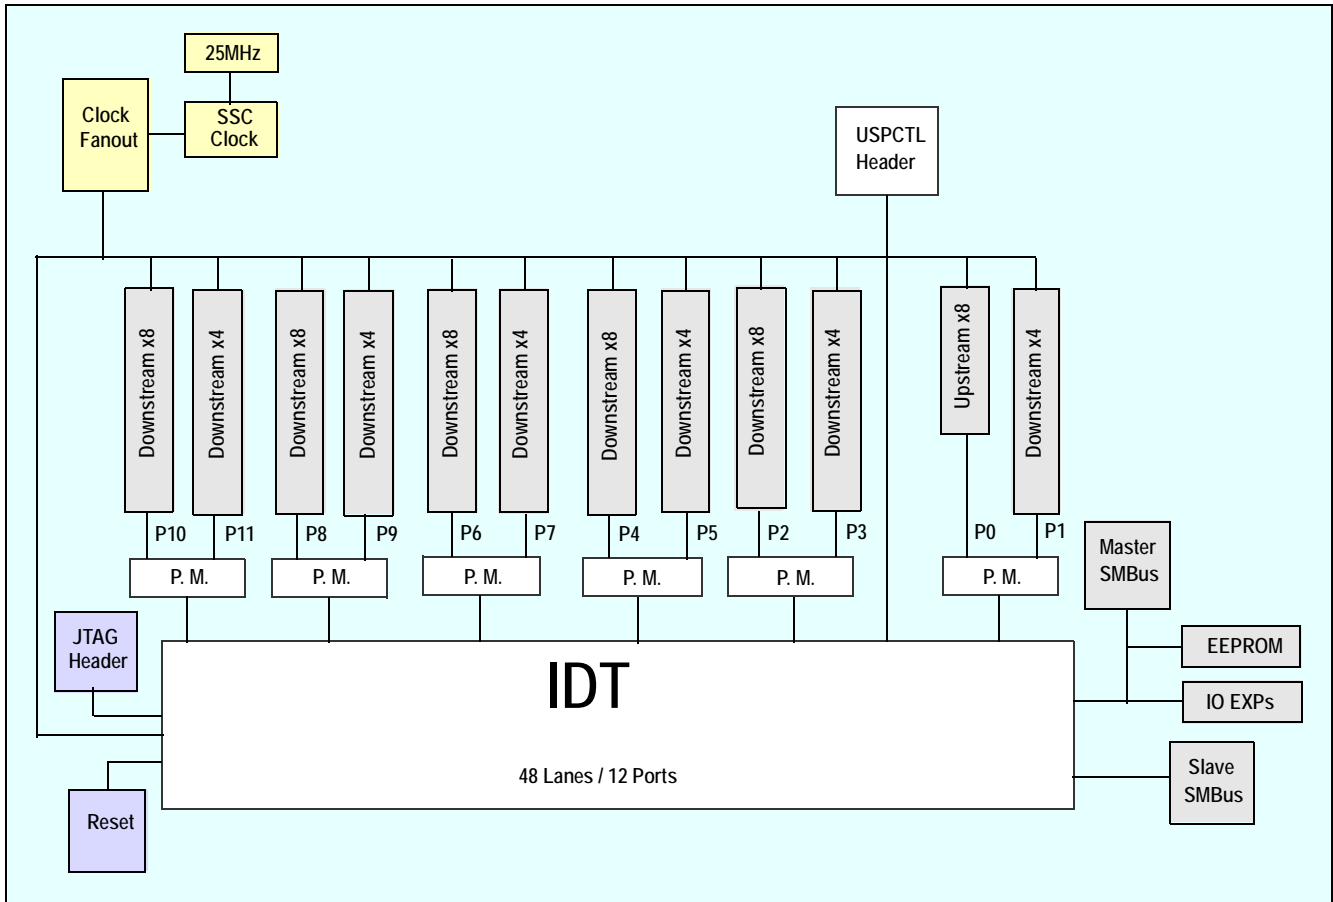 25MHz
Clock
Fanout
SSC
Clock
USPCTL
Header
Downstream x8
Downstream x4
Downstream x8
Downstream x4
Downstream x8
Downstream x4
Downstream x8
Downstream x4
Downstream x8
Downstream x4
Upstream x8
Downstream x4
P10
P11
P8
P9
P6
P7
P4
P5
P2
P3
P0
P1
P. M.
P. M.
P. M.
P. M.
P. M.
P. M.
Master
SMBus
JTAG
Header
EEPROM
IDT
IO EXPs
48 Lanes / 12 Ports
Slave
SMBus
Reset